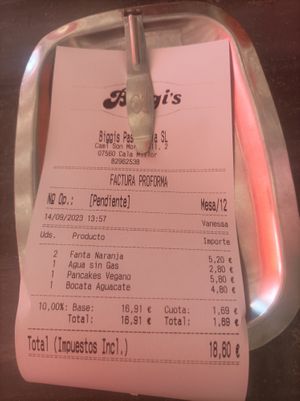 Biggi's
Biggis Pas SL
Cami Son Mor
07560 Cala Millor
FACTURA PROFORMA
Nº Op.: [Pendiente] Mesa/12
14/09/2023 13:57 Vanessa
Uds. Producto Importe
2 Fanta Naranja 5,20 €
1 Agua sin Gas 2,80 €
1 Pancakes Vegano 5,80 €
1 Bocata Aguacate 4,80 €
10,00%: Base: 16,91 € Cuota: 1,69 €
Total: 16,91 € Total: 1,69 €
Total (Impuestos Incl.) 18,60 €